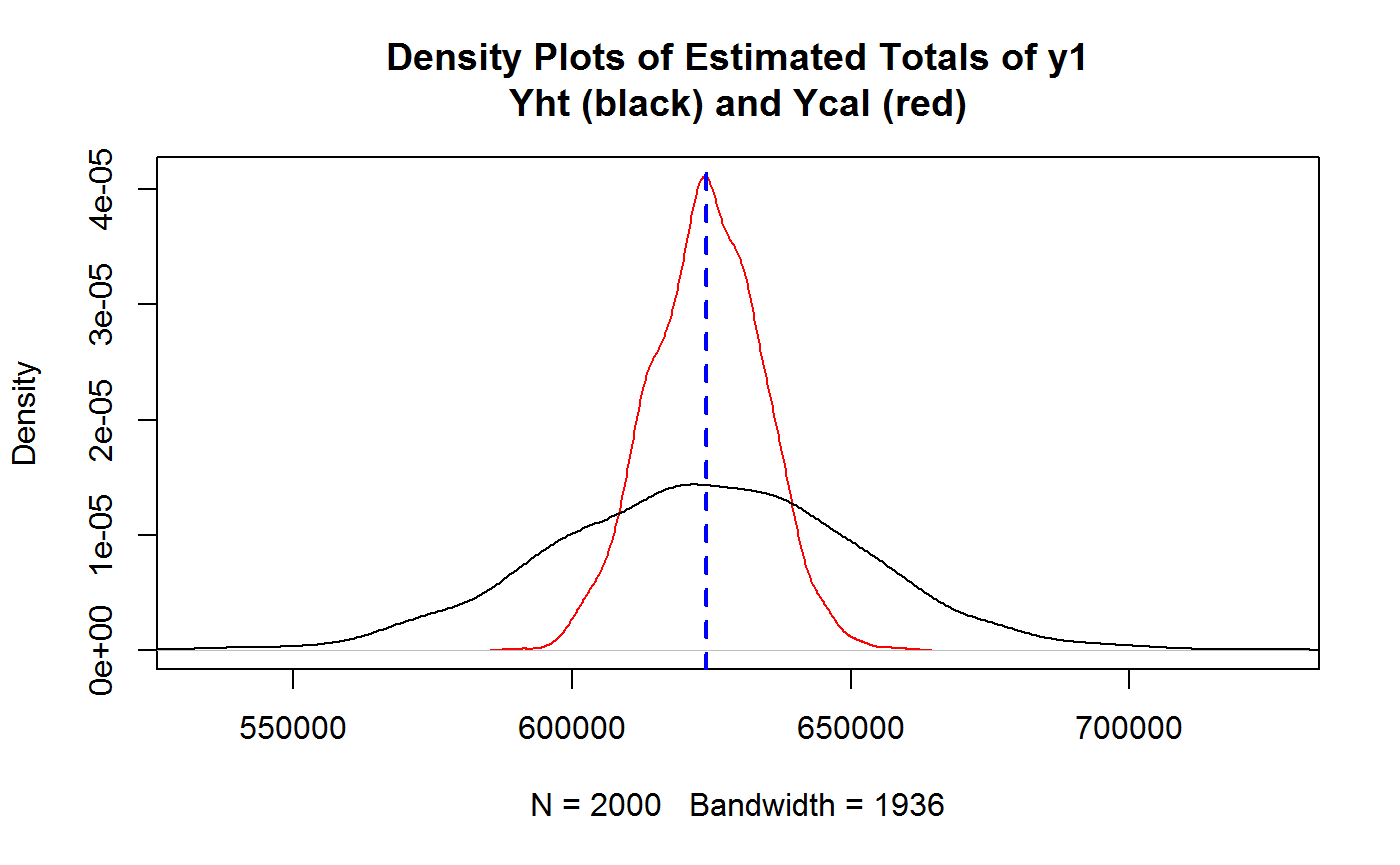 Density Plots of Estimated Totals of y1
Yht (black) and Ycal (red)
Density
4e-05
3e-05
2e-05
1e-05
0e+00
550000
600000
650000
700000
N = 2000   Bandwidth = 1936